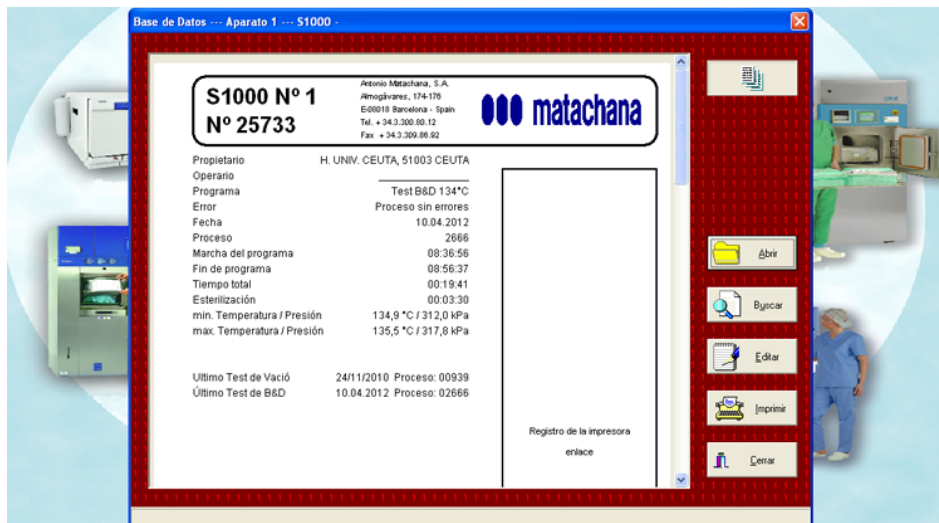 Base de Datos --- Aparato 1 --- S1000 -
S1000 Nº 1
Nº 25733
Antonio Matachana, S.A.
Almogávares, 174-176
E-08018 Barcelona - Spain
Tel. + 34.3.300.80.12
Fax + 34.3.309.86.92
matachana
Propietario H. UNIV. CEUTA, 51003 CEUTA
Operario
Programa Test B&D 134°C
Error Proceso sin errores
Fecha 10.04.2012
Proceso 2666
Marcha del programa 08:36:56
Fin de programa 08:56:37
Tiempo total 00:19:41
Esterilización 00:03:30
min. Temperatura / Presión 134,9 °C / 312,0 kPa
max. Temperatura / Presión 135,5 °C / 317,8 kPa
Ultimo Test de Vació 24/11/2010 Proceso: 00939
Último Test de B&D 10.04.2012 Proceso: 02666
Registro de la impresora
enlace
Abrir
Buscar
Editar
Imprimir
Cerrar